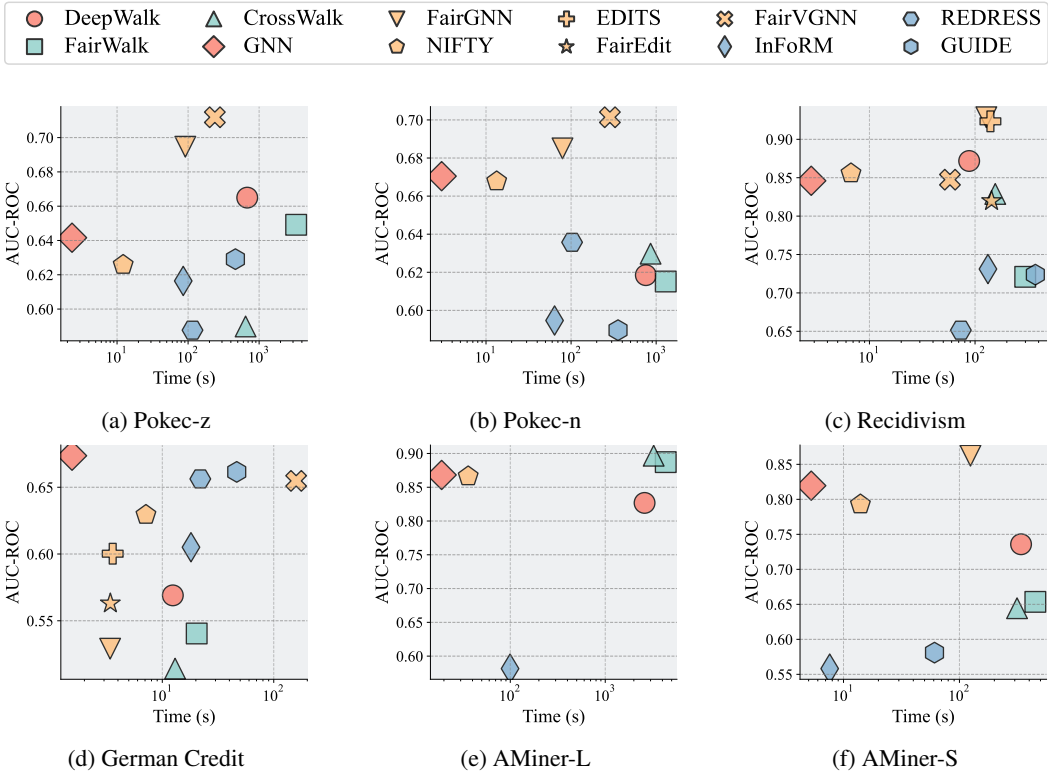 DeepWalk CrossWalk FairGNN EDITS FairVGNN REDRESS
FairWalk GNN NIFTY FairEdit InFoRM GUIDE
AUC-ROC
0.70
0.68
0.66
0.64
0.62
0.60
10^1 10^2 10^3
Time (s)
(a) Pokec-z
AUC-ROC
0.70
0.68
0.66
0.64
0.62
0.60
10^1 10^2 10^3
Time (s)
(b) Pokec-n
AUC-ROC
0.90
0.85
0.80
0.75
0.70
0.65
10^1 10^2
Time (s)
(c) Recidivism
AUC-ROC
0.65
0.60
0.55
10^1 10^2
Time (s)
(d) German Credit
AUC-ROC
0.90
0.85
0.80
0.75
0.70
0.65
0.60
10^2 10^3
Time (s)
(e) AMiner-L
AUC-ROC
0.85
0.80
0.75
0.70
0.65
0.60
0.55
10^1 10^2
Time (s)
(f) AMiner-S